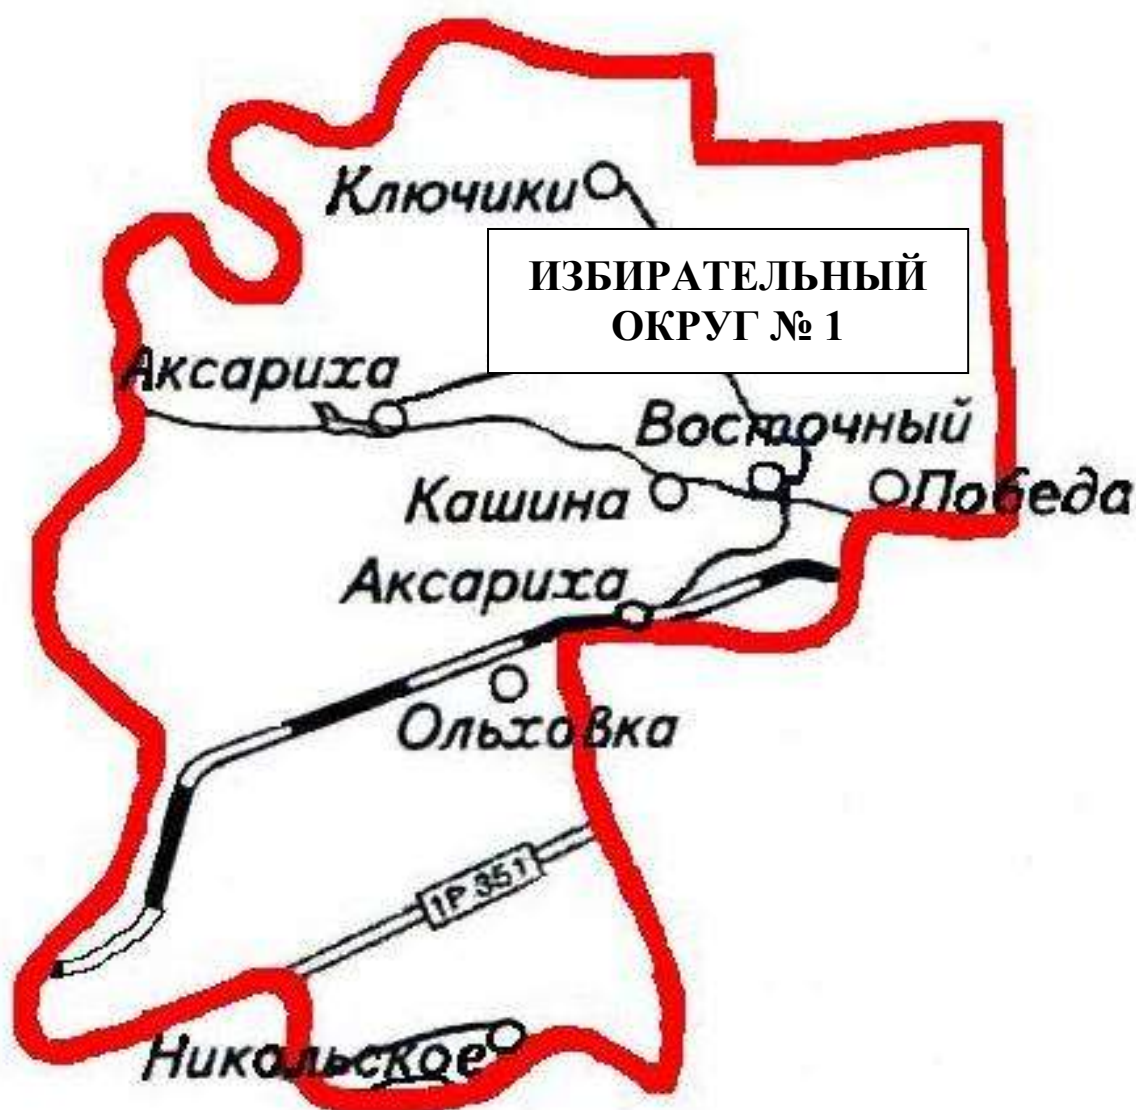 Ключики
ИЗБИРАТЕЛЬНЫЙ
ОКРУГ № 1
Аксариха
Восточный
Кашина
Победа
Аксариха
Ольховка
1Р 351
Никольское